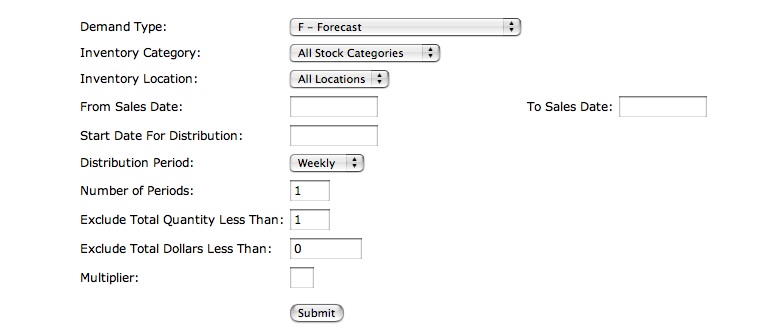 Demand Type: F - Forecast
Inventory Category: All Stock Categories
Inventory Location: All Locations
From Sales Date: To Sales Date:
Start Date For Distribution:
Distribution Period: Weekly
Number of Periods: 1
Exclude Total Quantity Less Than: 1
Exclude Total Dollars Less Than: 0
Multiplier:
Submit